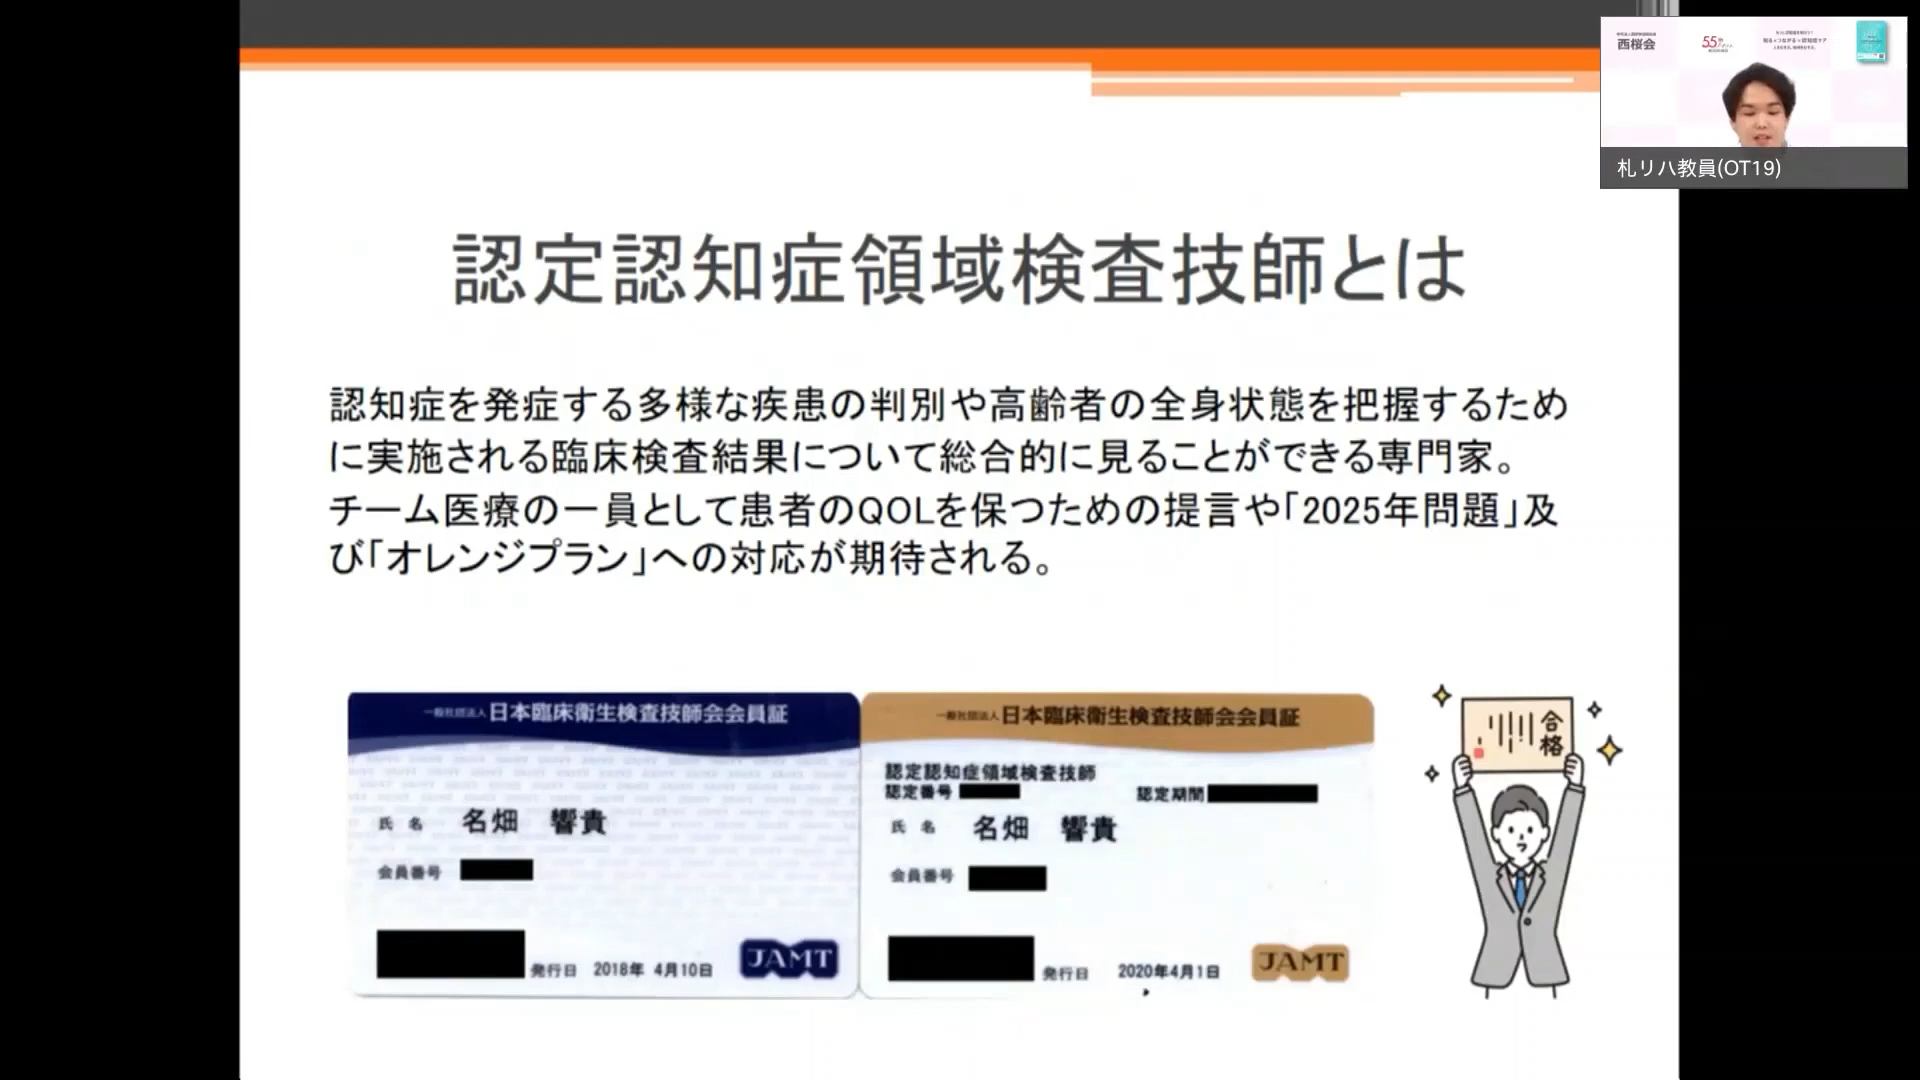 西桜会
55th
札リハ教員(OT19)
認定認知症領域検査技師とは
認知症を発症する多様な疾患の判別や高齢者の全身状態を把握するため
に実施される臨床検査結果について総合的に見ることができる専門家。
チーム医療の一員として患者のQOLを保つための提言や「2025年問題」及
び「オレンジプラン」への対応が期待される。
一般社団法人 日本臨床衛生検査技師会会員証
氏 名 名畑 響貴
会員番号
発行日 2018年 4月10日
JAMT
一般社団法人 日本臨床衛生検査技師会会員証
認定認知症領域検査技師
認定番号 認定期間
氏 名 名畑 響貴
会員番号
発行日 2020年4月1日
JAMT
合格